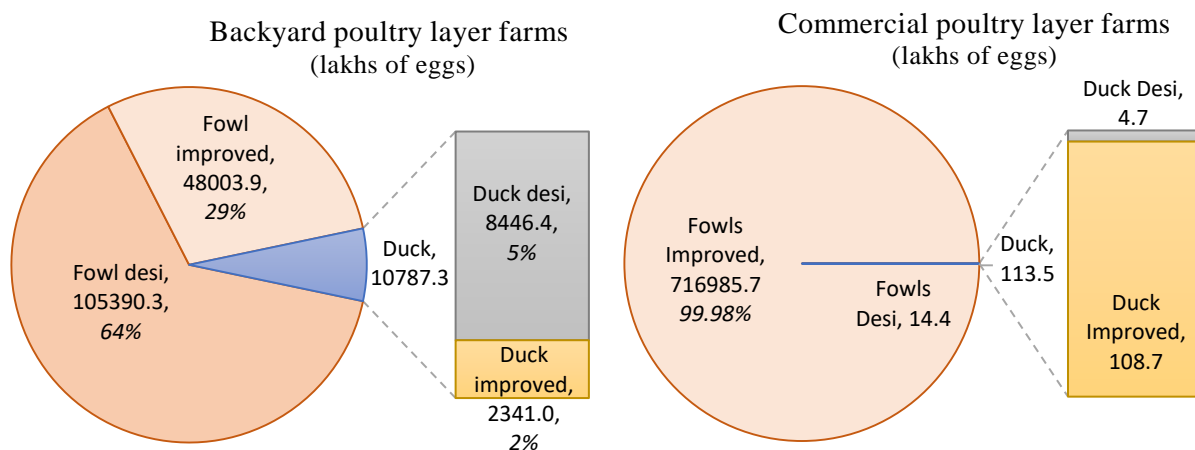 Backyard poultry layer farms
(lakhs of eggs)
Fowl
improved,
48003.9,
29%
Fowl desi,
105390.3,
64%
Duck,
10787.3
Duck desi,
8446.4,
5%
Duck
improved,
2341.0,
2%
Commercial poultry layer farms
(lakhs of eggs)
Duck Desi,
4.7
Fowls
Improved,
716985.7
99.98%
Fowls
Desi, 14.4
Duck,
113.5
Duck
Improved,
108.7